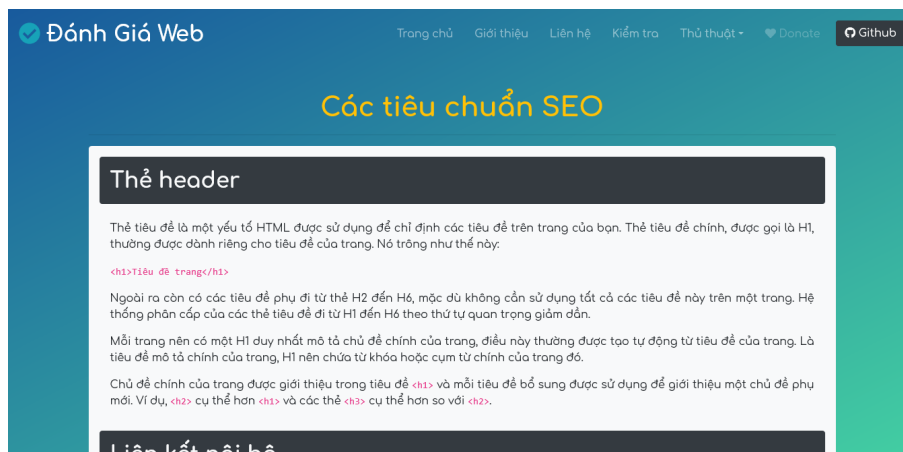 Đánh Giá Web
Trang chủ Giới thiệu Liên hệ Kiểm tra Thủ thuật Donate Github
Các tiêu chuẩn SEO
Thẻ header
Thẻ tiêu đề là một yếu tố HTML được sử dụng để chỉ định các tiêu đề trên trang của bạn. Thẻ tiêu đề chính, được gọi là H1,
thường được dành riêng cho tiêu đề của trang. Nó trông như thế này:
<h1>Tiêu đề trang</h1>
Ngoài ra còn có các tiêu đề phụ đi từ thẻ H2 đến H6, mặc dù không cần sử dụng tất cả các tiêu đề này trên một trang. Hệ
thống phân cấp của các thẻ tiêu đề đi từ H1 đến H6 theo thứ tự quan trọng giảm dần.
Mỗi trang nên có một H1 duy nhất mô tả chủ đề chính của trang, điều này thường được tạo tự động từ tiêu đề của trang. Là
tiêu đề mô tả chính của trang, H1 nên chứa từ khóa hoặc cụm từ chính của trang đó.
Chủ đề chính của trang được giới thiệu trong tiêu đề <h1> và mỗi tiêu đề bổ sung được sử dụng để giới thiệu một chủ đề phụ
mới. Ví dụ, <h2> cụ thể hơn <h1> và các thẻ <h3> cụ thể hơn so với <h2>.
Liên kết nội bộ